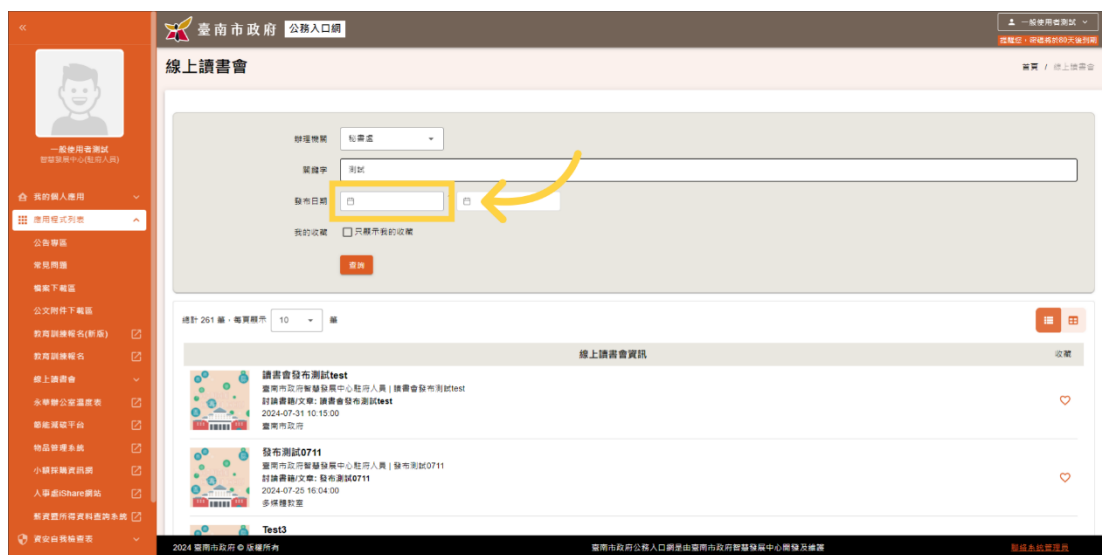 臺南市政府 公務入口網
一般使用者測試
提醒您，密碼將於80天後到期
線上讀書會
首頁 / 線上讀書會
一般使用者測試
智慧發展中心(駐府人員)
我的個人應用
應用程式列表
公告專區
常見問題
檔案下載區
公文附件下載區
教育訓練報名(新版)
教育訓練報名
線上讀書會
永華辦公室溫度表
節能減碳平台
物品管理系統
小額採購資訊網
人事處iShare網站
薪資暨所得資料查詢系統
資安自我檢查表
辦理機關 秘書處
關鍵字 測試
發布日期
我的收藏 只顯示我的收藏
查詢
總計 261 筆，每頁顯示 10 筆
線上讀書會資訊 收藏
讀書會發布測試test
臺南市政府智慧發展中心駐府人員 | 讀書會發布測試test
討論書籍/文章: 讀書會發布測試test
2024-07-31 10:15:00
臺南市政府
發布測試0711
臺南市政府智慧發展中心駐府人員 | 發布測試0711
討論書籍/文章: 發布測試0711
2024-07-25 16:04:00
多媒體教室
Test3
2024 臺南市政府 © 版權所有
臺南市政府公務入口網是由臺南市政府智慧發展中心開發及維護
聯絡系統管理員